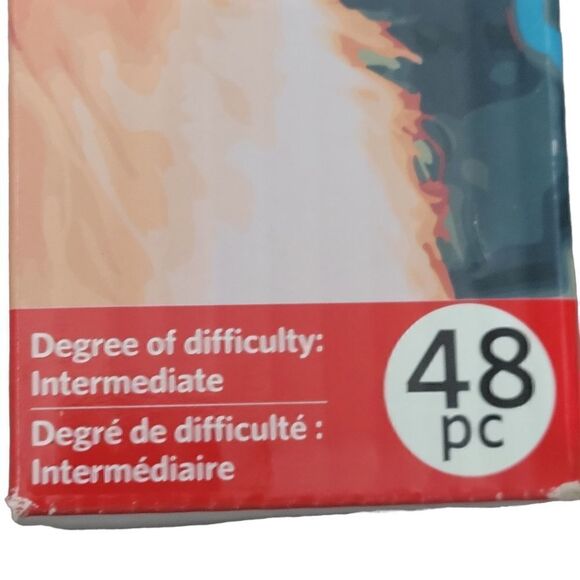 Degree of difficulty:
Intermediate
Degré de difficulté :
Intermédiaire
48
pc